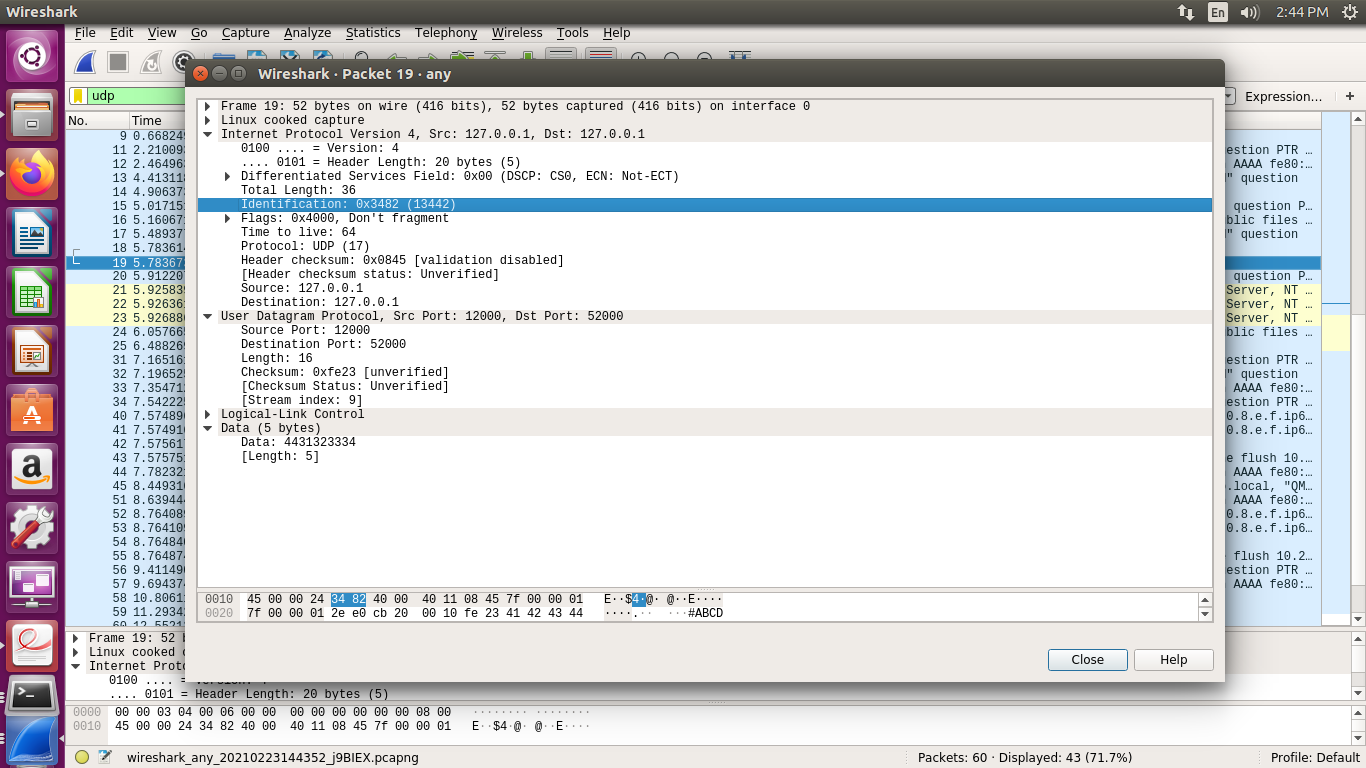 Wireshark
En
2:44 PM
File Edit View Go Capture Analyze Statistics Telephony Wireless Tools Help
udp
Expression…
+
No. Time
9 0.668249
11 2.210093
12 2.464963
13 4.413118
14 4.906373
15 5.01715
16 5.16067
17 5.48937
18 5.783614
19 5.78367
20 5.91220
21 5.92583
22 5.92636
23 5.92688
24 6.05766
25 6.48826
31 7.16516
32 7.19652
33 7.35471
34 7.54222
40 7.57489
41 7.57491
42 7.57561
43 7.57575
44 7.78232
45 8.44931
51 8.63944
52 8.76408
53 8.76410
54 8.76484
55 8.76487
56 9.41149
57 9.69437
58 10.8061
59 11.2934
Wireshark · Packet 19 · any
Frame 19: 52 bytes on wire (416 bits), 52 bytes captured (416 bits) on interface 0
Linux cooked capture
Internet Protocol Version 4, Src: 127.0.0.1, Dst: 127.0.0.1
0100 .... = Version: 4
.... 0101 = Header Length: 20 bytes (5)
Differentiated Services Field: 0x00 (DSCP: CS0, ECN: Not-ECT)
Total Length: 36
Identification: 0x3482 (13442)
Flags: 0x4000, Don't fragment
Time to live: 64
Protocol: UDP (17)
Header checksum: 0x0845 [validation disabled]
[Header checksum status: Unverified]
Source: 127.0.0.1
Destination: 127.0.0.1
User Datagram Protocol, Src Port: 12000, Dst Port: 52000
Source Port: 12000
Destination Port: 52000
Length: 16
Checksum: 0xfe23 [unverified]
[Checksum Status: Unverified]
[Stream index: 9]
Logical-Link Control
Data (5 bytes)
Data: 4431323334
[Length: 5]
0010 45 00 00 24 34 82 40 00 40 11 08 45 7f 00 00 01 E··$4·@· @··E····
0020 7f 00 00 01 2e e0 cb 20 00 10 fe 23 41 42 43 44 ····.·· ···#ABCD
Close Help
estion PTR …
AAAA fe80:…
" question
question P…
blic files …
" question
question P…
Server, NT …
Server, NT …
Server, NT …
blic files …
estion PTR …
" question
AAAA fe80:…
estion PTR …
0.8.e.f.ip6…
0.8.e.f.ip6…
e flush 10.…
AAAA fe80:…
.local, "QM…
AAAA fe80:…
0.8.e.f.ip6…
0.8.e.f.ip6…
e flush 10.2…
estion PTR …
AAAA fe80:…
Frame 19: 52 b
Linux cooked c
Internet Proto
0100 .... =
.... 0101 = Header Length: 20 bytes (5)
0000 00 00 03 04 00 06 00 00 00 00 00 00 00 00 08 00 ········ ········
0010 45 00 00 24 34 82 40 00 40 11 08 45 7f 00 00 01 E··$4·@· @··E····
wireshark_any_20210223144352_j9BIEX.pcapng
Packets: 60 · Displayed: 43 (71.7%)
Profile: Default